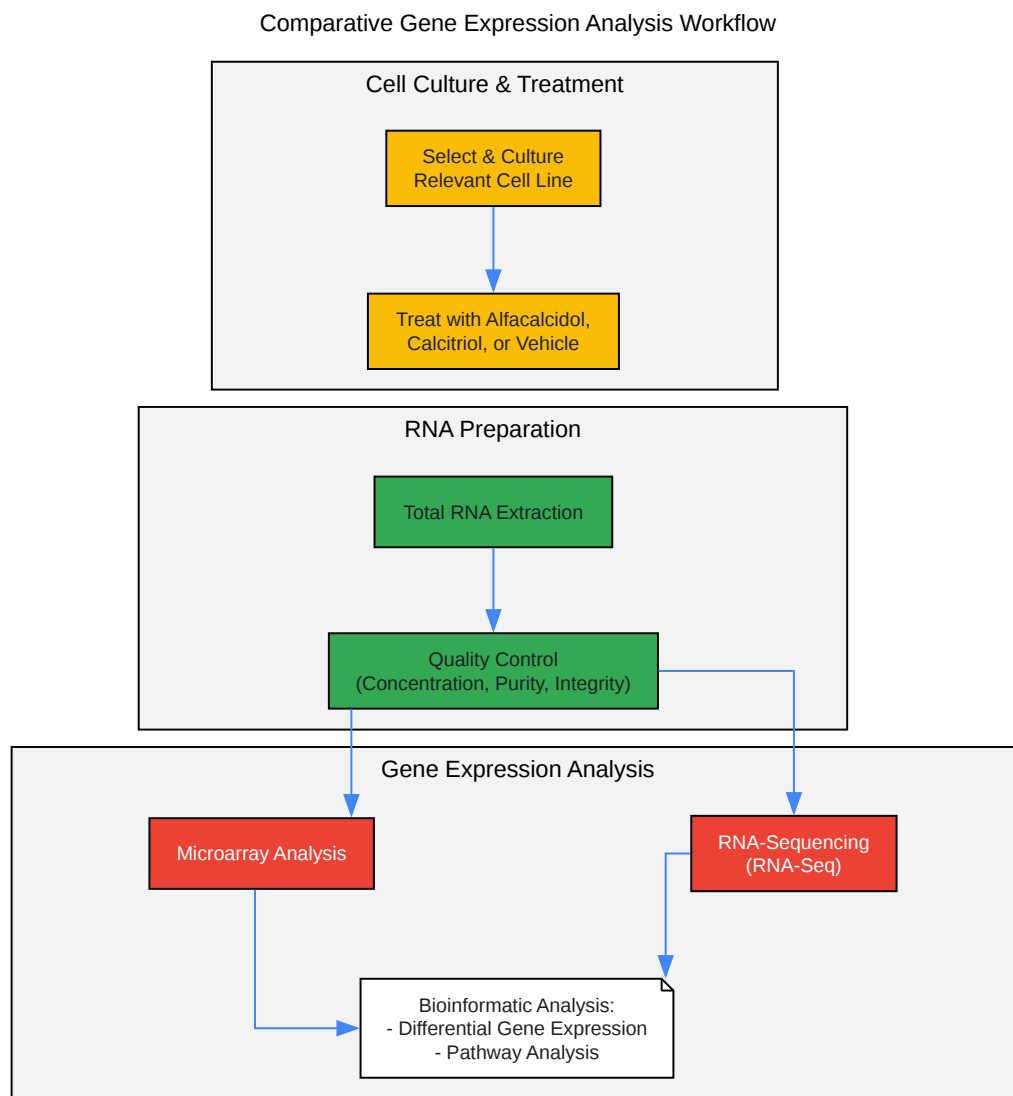 Comparative Gene Expression Analysis Workflow
Cell Culture & Treatment
Select & Culture
Relevant Cell Line
Treat with Alfacalcidol,
Calcitriol, or Vehicle
RNA Preparation
Total RNA Extraction
Quality Control
(Concentration, Purity, Integrity)
Gene Expression Analysis
Microarray Analysis
RNA-Sequencing
(RNA-Seq)
Bioinformatic Analysis:
- Differential Gene Expression
- Pathway Analysis